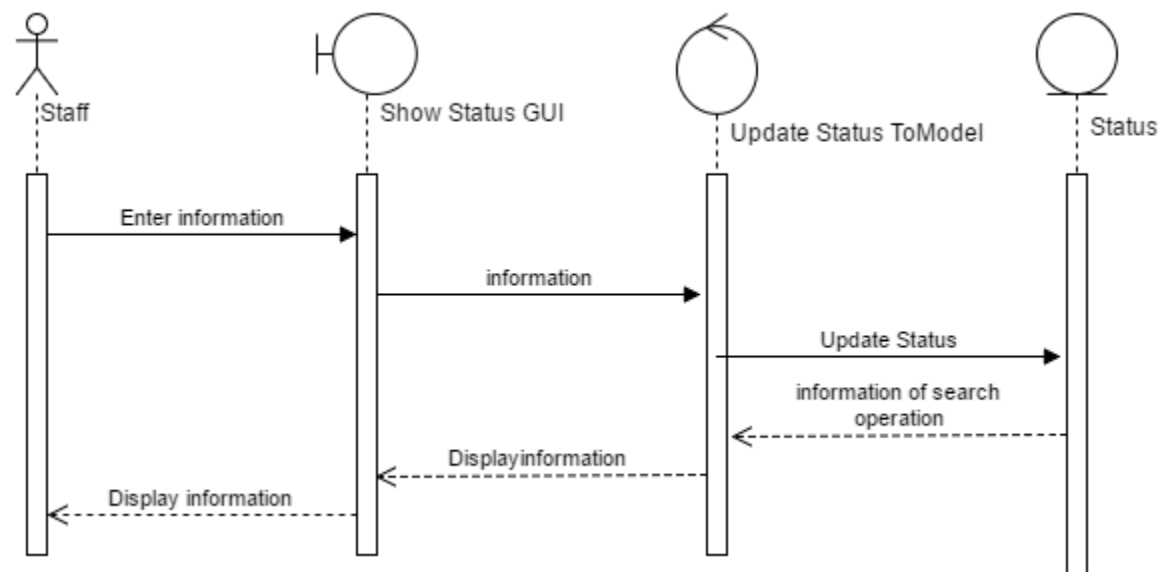 Staff
Show Status GUI
Update Status ToModel
Status
Enter information
information
Update Status
information of search
operation
Displayinformation
Display information